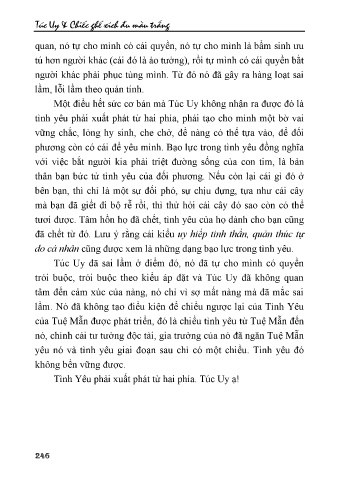 Túc Uy & Chiếc ghế xích đu màu trắng
quan, nó tự cho mình có cái quyền, nó tự cho mình là bẩm sinh ưu
tú hơn người khác (cái đó là ảo tưởng), rồi tự mình có cái quyền bắt
người khác phải phục tùng mình. Từ đó nó đã gây ra hàng loạt sai
lầm, lỗi lầm theo quán tính.
Một điều hết sức cơ bản mà Túc Uy không nhận ra được đó là
tình yêu phải xuất phát từ hai phía, phải tạo cho mình một bờ vai
vững chắc, lòng hy sinh, che chở, để nàng có thể tựa vào, để đối
phương còn có cái để yêu mình. Bạo lực trong tình yêu đồng nghĩa
với việc bắt người kia phải triệt đường sống của con tim, là bản
thân bạn bức tử tình yêu của đối phương. Nếu còn lại cái gì đó ở
bên bạn, thì chỉ là một sự đối phó, sự chịu đựng, tựa như cái cây
mà bạn đã giết đi bộ rễ rồi, thì thử hỏi cái cây đó sao còn có thể
tươi được. Tâm hồn họ đã chết, tình yêu của họ dành cho bạn cũng
đã chết từ đó. Lưu ý rằng cái kiểu uy hiếp tinh thần, quản thúc tự
do cá nhân cũng được xem là những dạng bạo lực trong tình yêu.
Túc Uy đã sai lầm ở điểm đó, nó đã tự cho mình có quyền
trói buộc, trói buộc theo kiểu áp đặt và Túc Uy đã không quan
tâm đến cảm xúc của nàng, nó chỉ vì sợ mất nàng mà đã mắc sai
lầm. Nó đã không tạo điều kiện để chiều ngược lại của Tình Yêu
của Tuệ Mẫn được phát triển, đó là chiều tình yêu từ Tuệ Mẫn đến
nó, chính cái tư tưởng độc tài, gia trưởng của nó đã ngăn Tuệ Mẫn
yêu nó và tình yêu giai đoạn sau chỉ có một chiều. Tình yêu đó
không bền vững được.
Tình Yêu phải xuất phát từ hai phía. Túc Uy ạ!
246